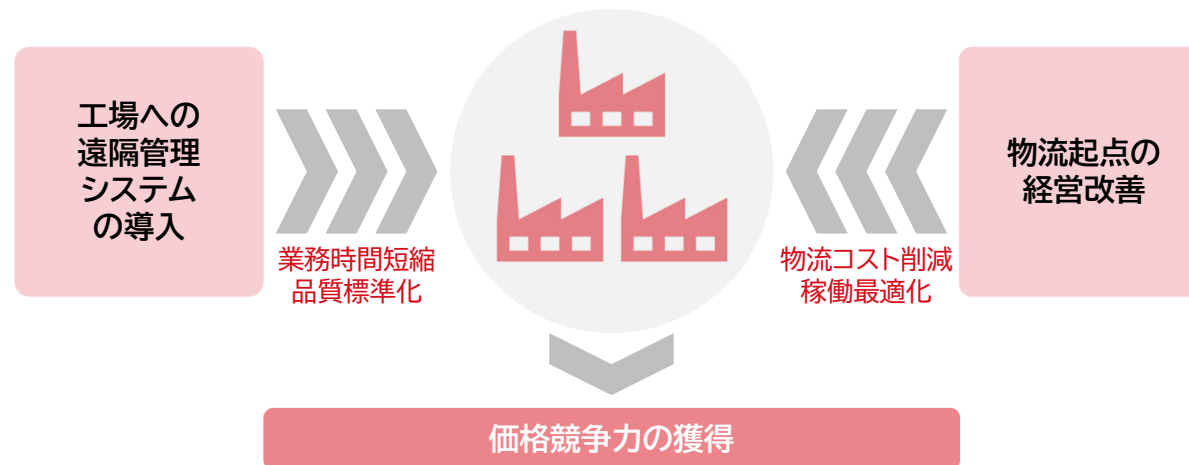 工場への
遠隔管理
システム
の導入
業務時間短縮
品質標準化
物流コスト削減
稼働最適化
物流起点の
経営改善
価格競争力の獲得